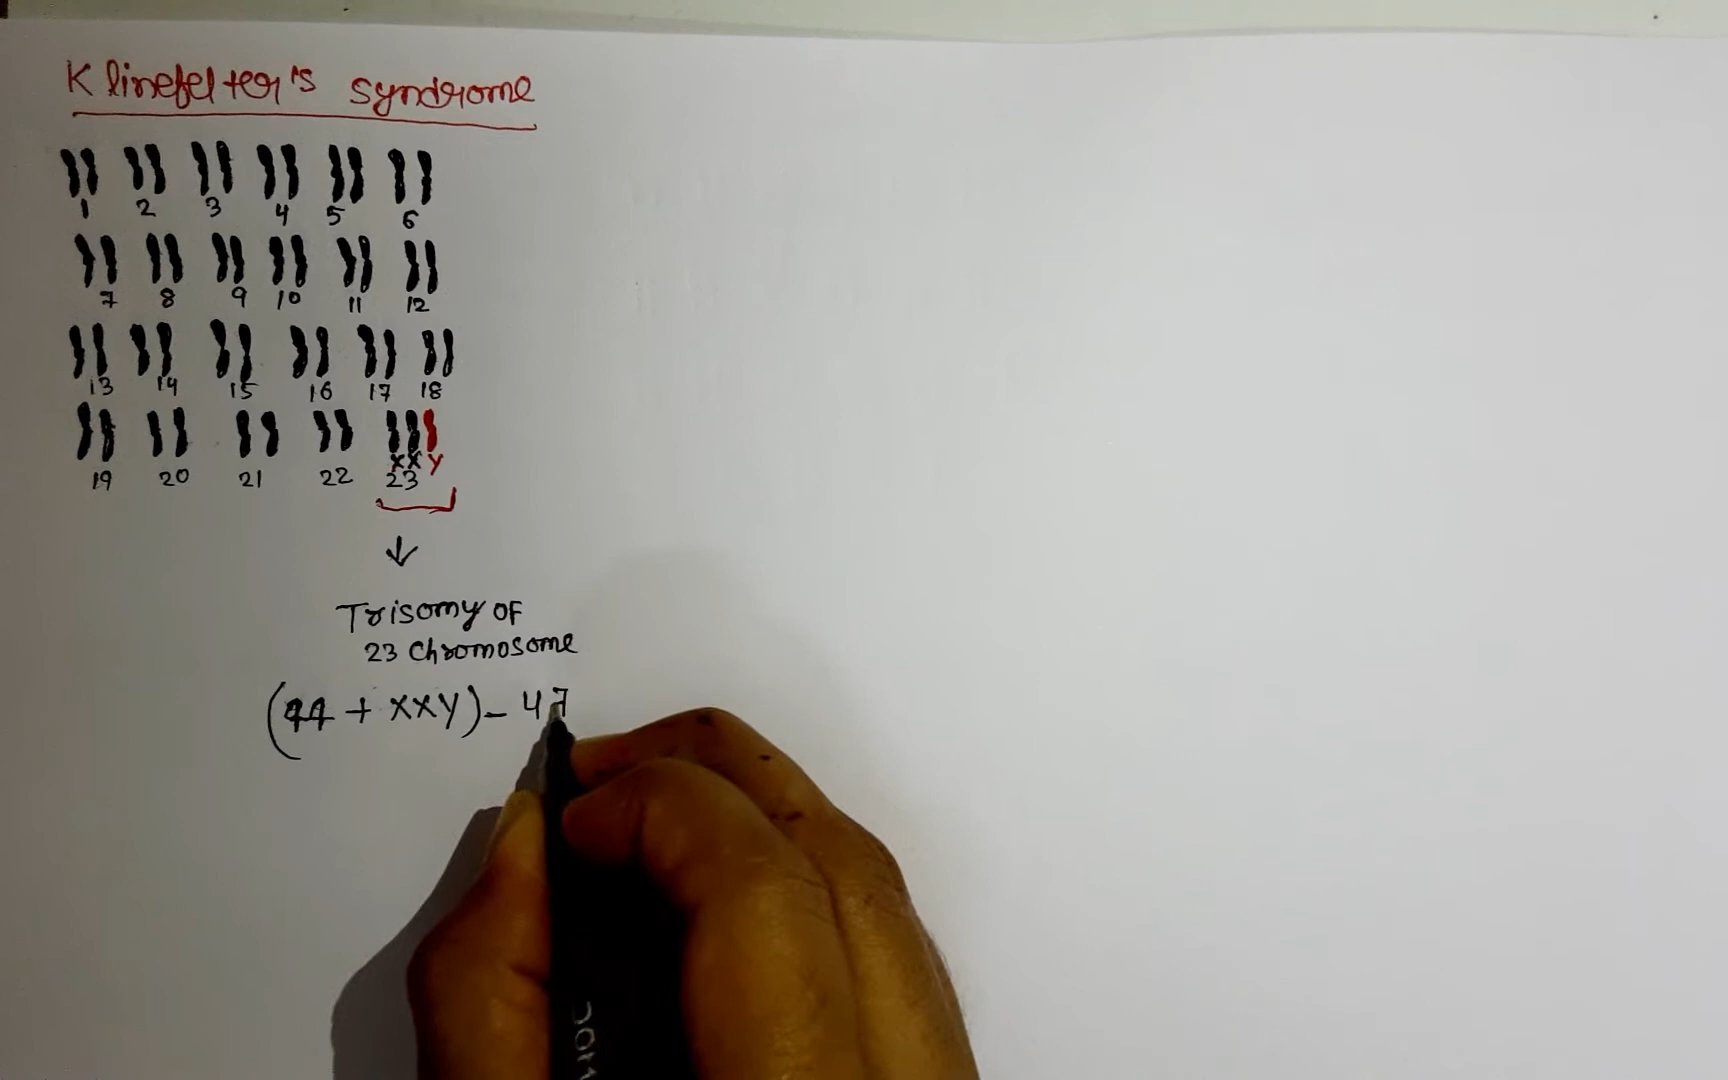 Klinefelter's syndrome
1 2 3 4 5 6
7 8 9 10 11 12
13 14 15 16 17 18
XXY
19 20 21 22 23
Trisomy OF
23 Chromosome
(44 + XXY) - 47